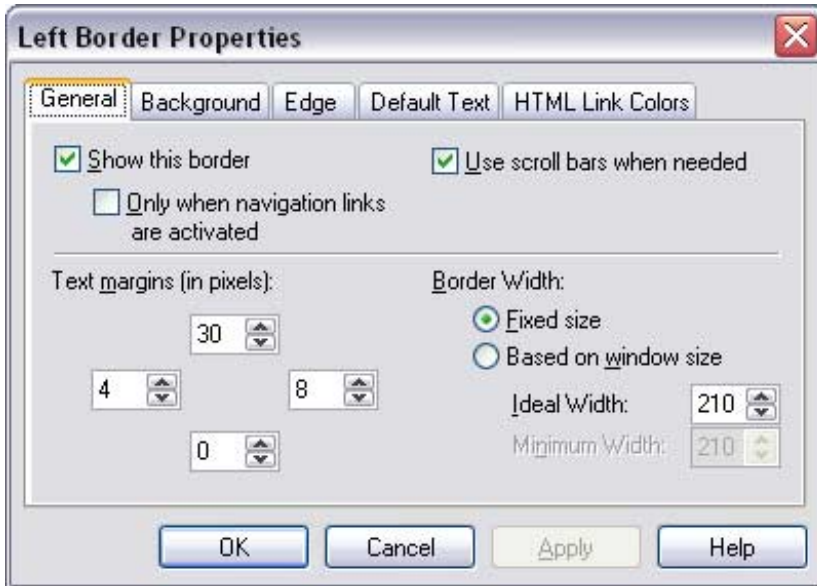 Left Border Properties
General Background Edge Default Text HTML Link Colors
Show this border
Use scroll bars when needed
Only when navigation links
are activated
Text margins (in pixels):
30
4 8
0
Border Width:
Fixed size
Based on window size
Ideal Width: 210
Minimum Width: 210
OK Cancel Apply Help